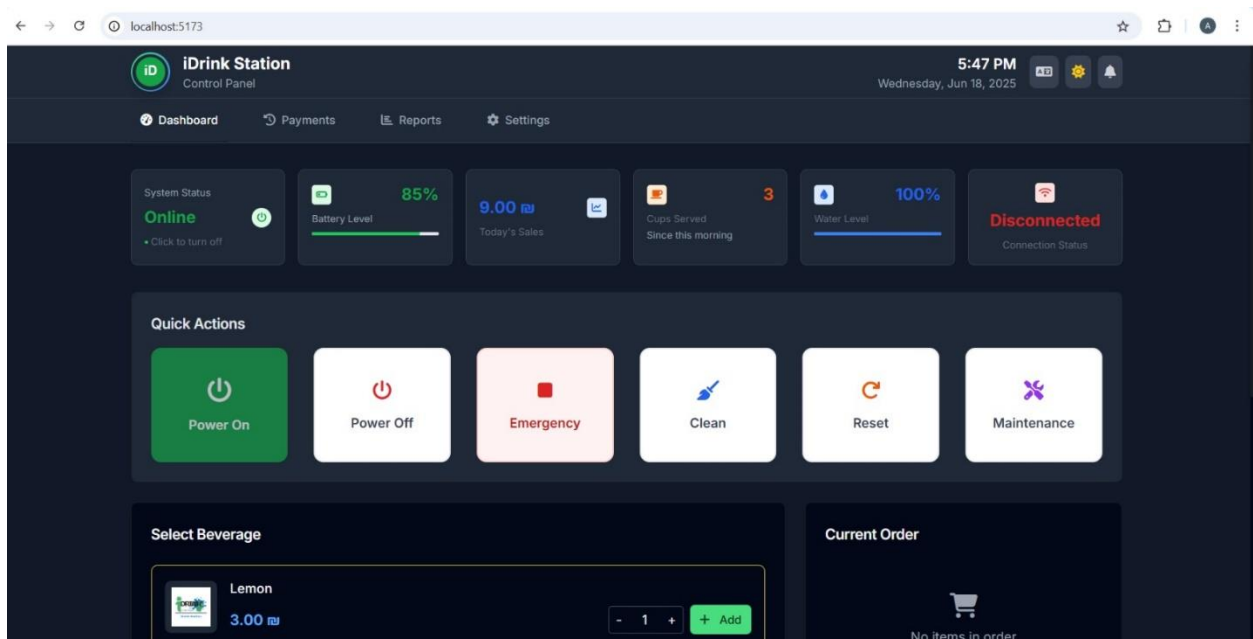 localhost:5173
A
iD
iDrink Station
Control Panel
5:47 PM
Wednesday, Jun 18, 2025
Dashboard
Payments
Reports
Settings
System Status
Online
• Click to turn off
85%
Battery Level
9.00 ₪
Today's Sales
3
Cups Served
Since this morning
100%
Water Level
Disconnected
Connection Status
Quick Actions
Power On
Power Off
Emergency
Clean
Reset
Maintenance
Select Beverage
Lemon
3.00 ₪
- 1 +
+ Add
Current Order
No items in order